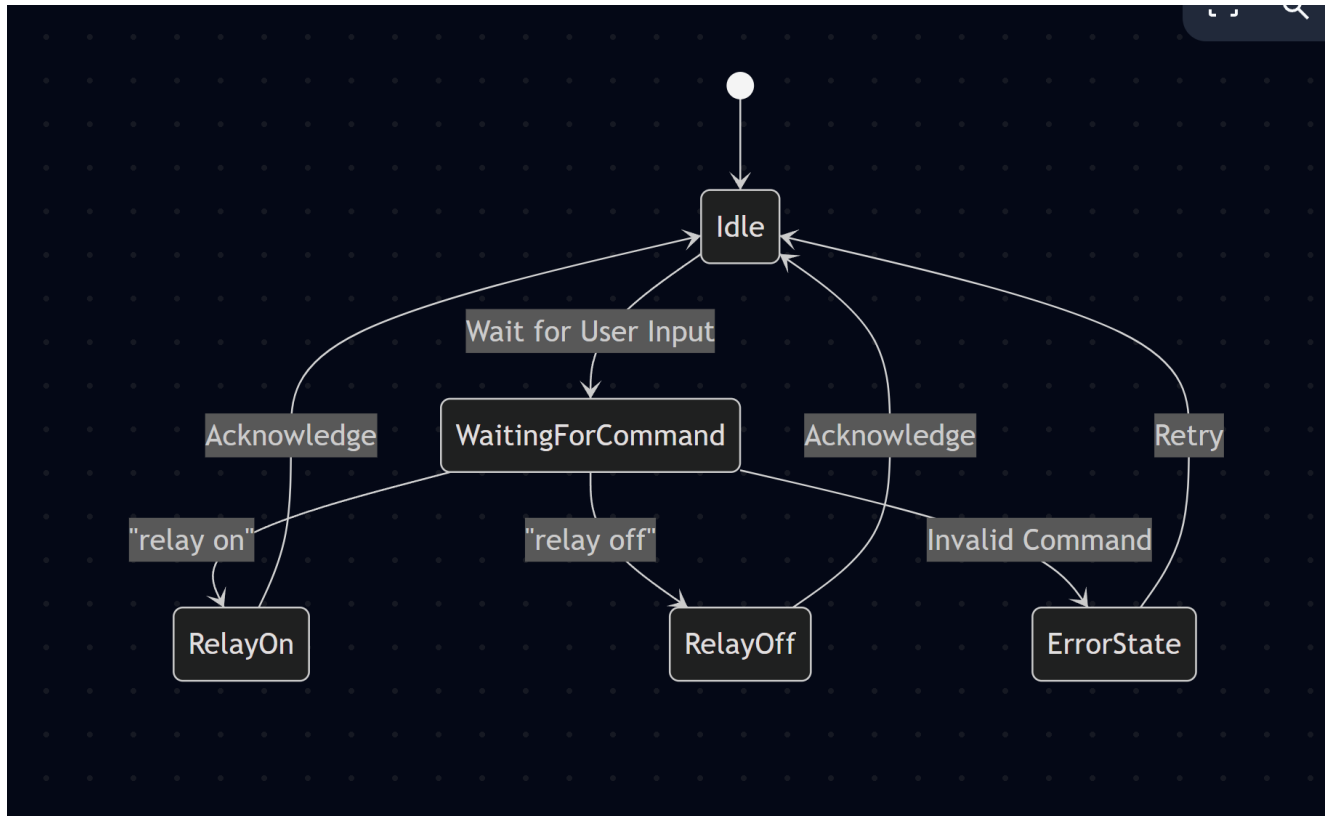 Idle
Wait for User Input
Acknowledge
WaitingForCommand
Acknowledge
Retry
"relay on"
"relay off"
Invalid Command
RelayOn
RelayOff
ErrorState